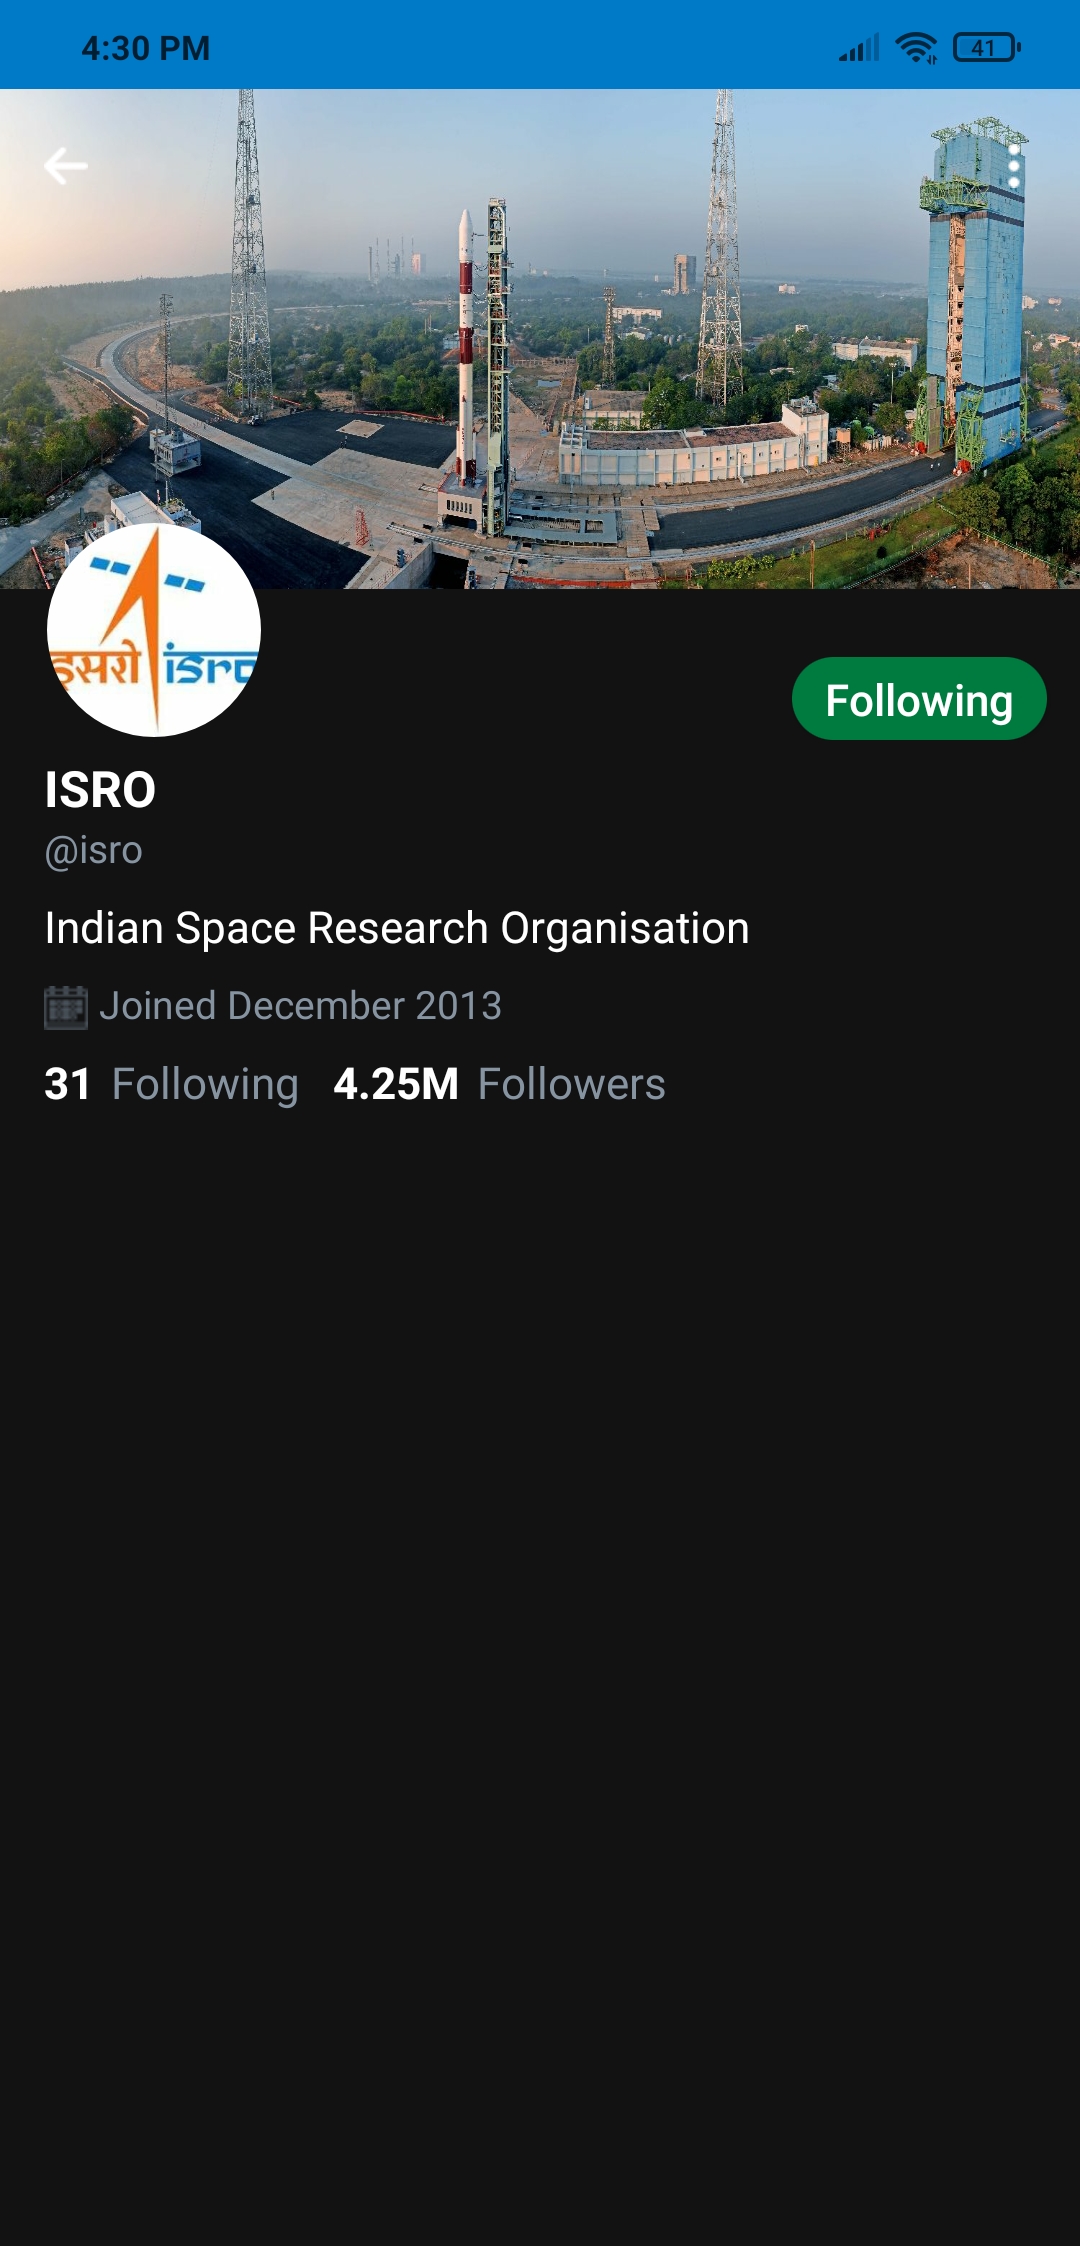 4:30 PM
41
इसरो isro
Following
ISRO
@isro
Indian Space Research Organisation
Joined December 2013
31 Following 4.25M Followers